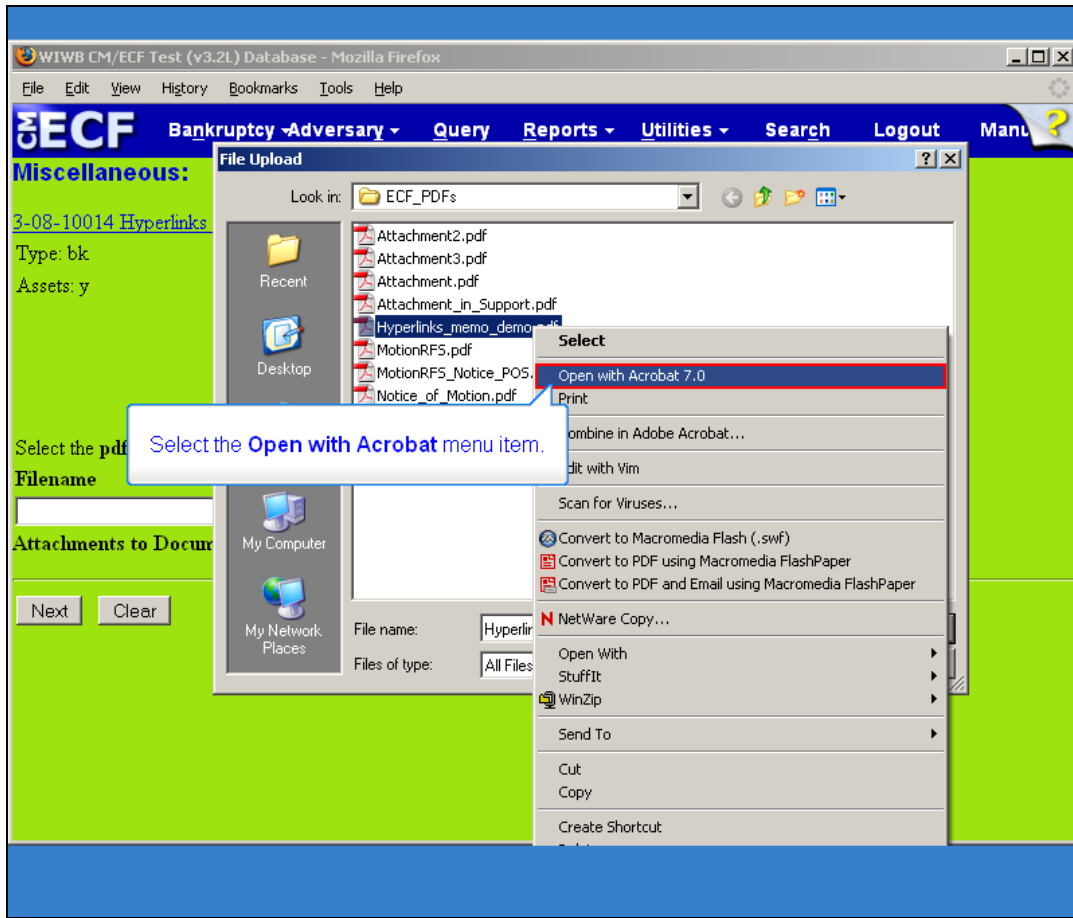 WIWB CM/ECF Test (v3.2L) Database - Mozilla Firefox
File Edit View History Bookmarks Tools Help
CM ECF Bankruptcy Adversary Query Reports Utilities Search Logout ?
Miscellaneous:
3-08-10014 Hyperlinks
Type: bk
Assets: y
Select the pdf
Filename
Attachments to
Next Clear
File Upload
Look in: ECF_PDFs
Recent
Desktop
My Computer
My Network
Places
Attachment2.pdf
Attachment3.pdf
Attachment.pdf
Attachment_in_Support.pdf
Hyperlinks_memo_demo.pdf
MotionRFS.pdf
MotionRFS_Notice_POS.
Notice_of_Motion.pdf
File name:
Files of type: All Files
Select the Open with Acrobat menu item.
Select
Open with Acrobat 7.0
Print
Combine in Adobe Acrobat...
Edit with Vim
Scan for Viruses...
Convert to Macromedia Flash (.swf)
Convert to PDF using Macromedia FlashPaper
Convert to PDF and Email using Macromedia FlashPaper
N NetWare Copy...
Open With
StuffIt
WinZip
Send To
Cut
Copy
Create Shortcut